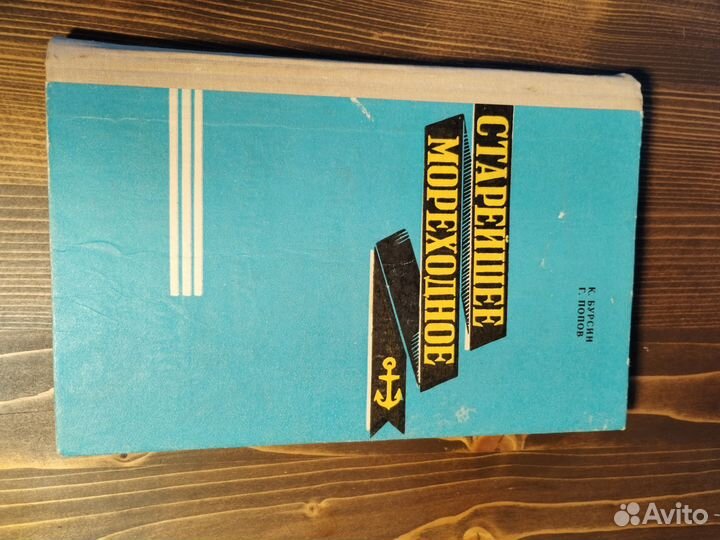 К. БУРСИН
Г. ПОПОВ
СТАРЕЙШЕЕ
МОРЕХОДНОЕ
Avito